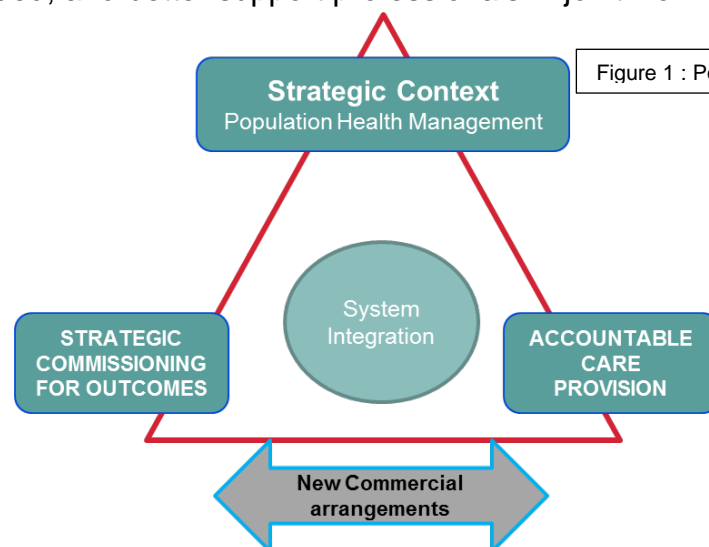 Strategic Context
Population Health Management
Figure 1 :
System
Integration
STRATEGIC
COMMISSIONING
FOR OUTCOMES
ACCOUNTABLE
CARE
PROVISION
New Commercial
arrangements